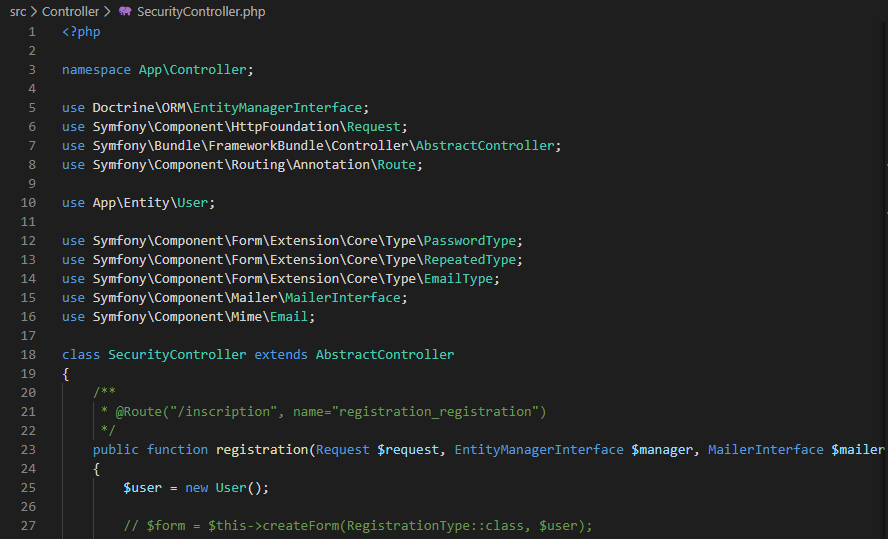 src > Controller > SecurityController.php
1 <?php
2
3 namespace App\Controller;
4
5 use Doctrine\ORM\EntityManagerInterface;
6 use Symfony\Component\HttpFoundation\Request;
7 use Symfony\Bundle\FrameworkBundle\Controller\AbstractController;
8 use Symfony\Component\Routing\Annotation\Route;
9
10 use App\Entity\User;
11
12 use Symfony\Component\Form\Extension\Core\Type\PasswordType;
13 use Symfony\Component\Form\Extension\Core\Type\RepeatedType;
14 use Symfony\Component\Form\Extension\Core\Type\EmailType;
15 use Symfony\Component\Mailer\MailerInterface;
16 use Symfony\Component\Mime\Email;
17
18 class SecurityController extends AbstractController
19 {
20     /**
21      * @Route("/inscription", name="registration_registration")
22      */
23     public function registration(Request $request, EntityManagerInterface $manager, MailerInterface $mailer
24     {
25         $user = new User();
26
27         // $form = $this->createForm(RegistrationType::class, $user);